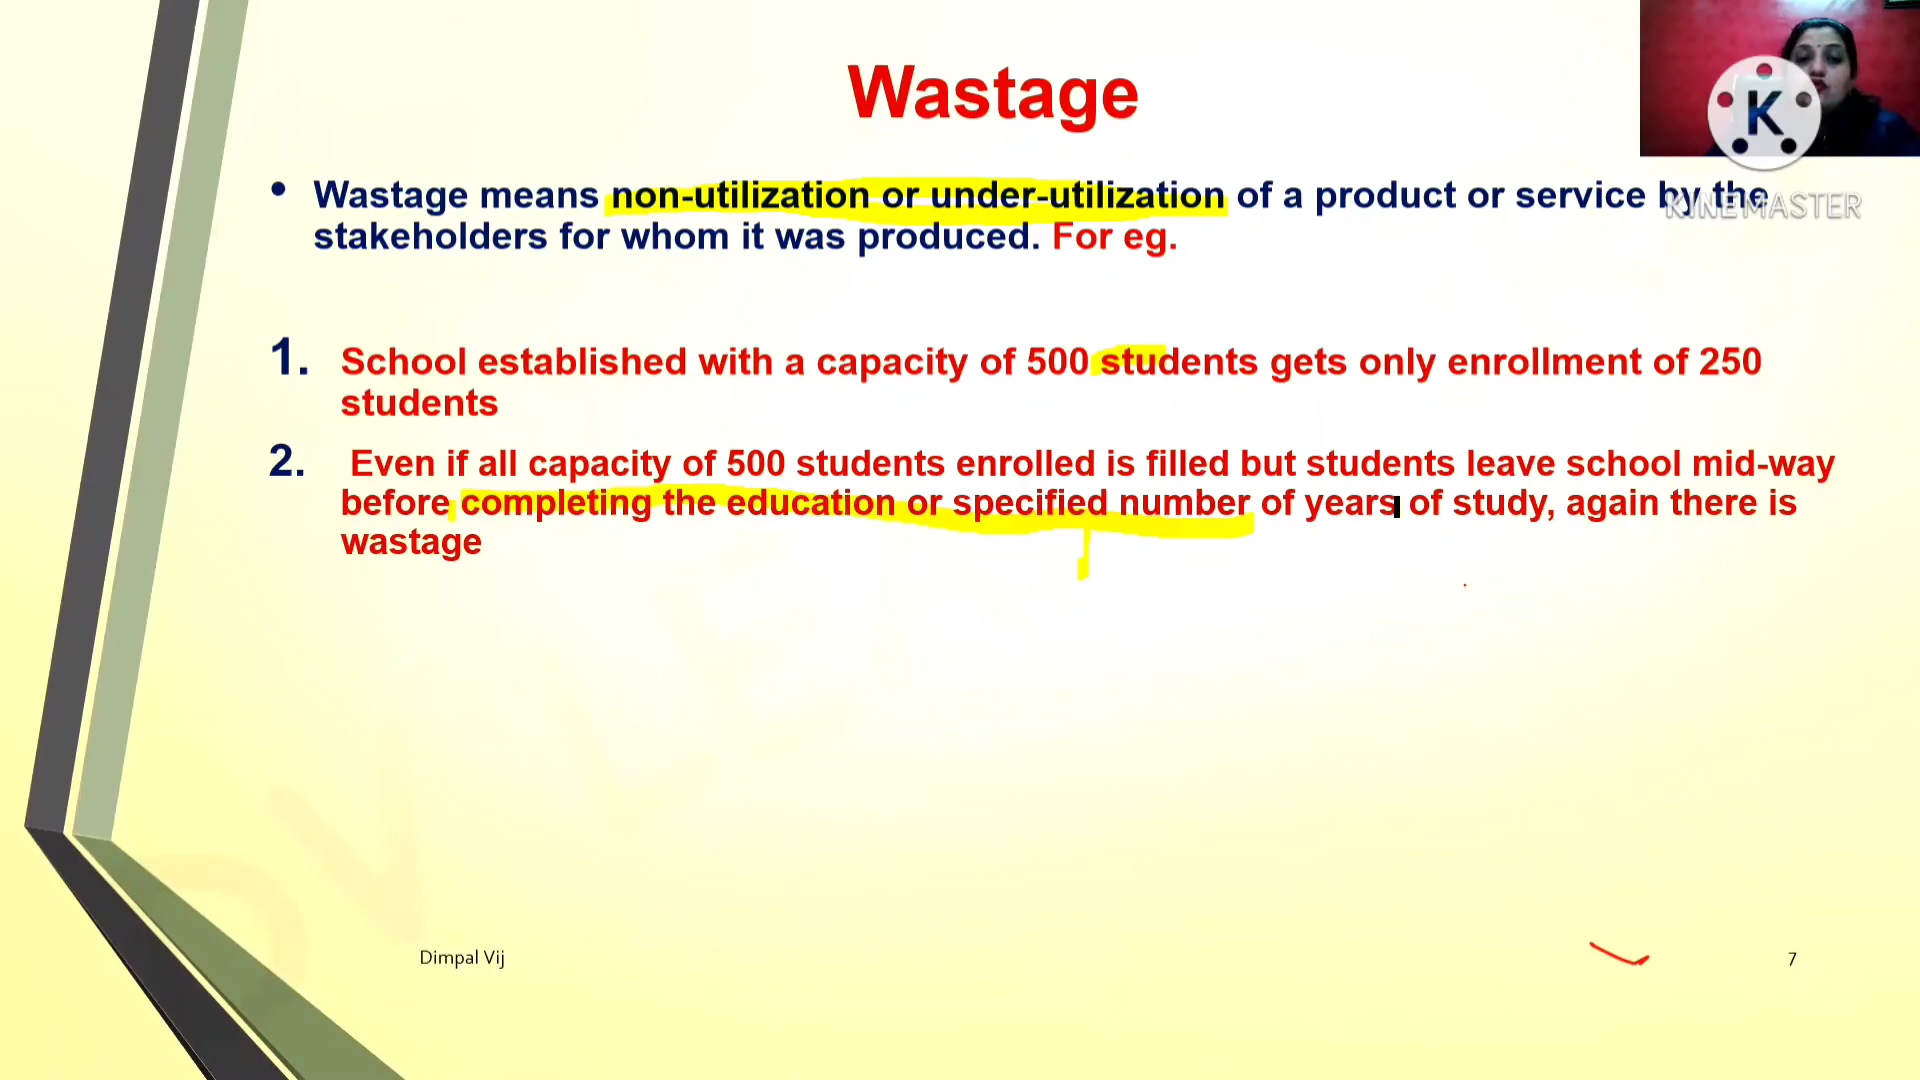 Wastage
K
KINEMASTER
• Wastage means non-utilization or under-utilization of a product or service by the
stakeholders for whom it was produced. For eg.
1. School established with a capacity of 500 students gets only enrollment of 250
students
2. Even if all capacity of 500 students enrolled is filled but students leave school mid-way
before completing the education or specified number of years of study, again there is
wastage
Dimpal Vij
7